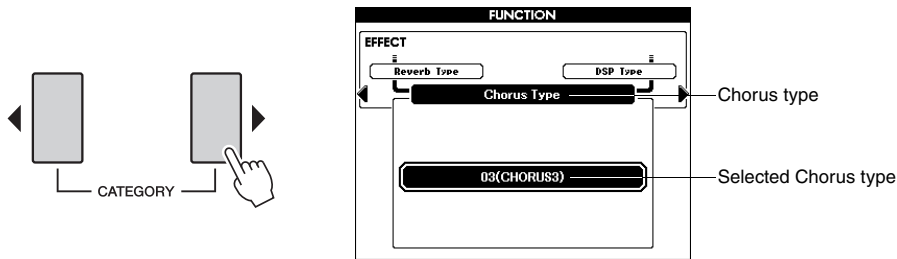 FUNCTION
EFFECT
Reverb Type
DSP Type
Chorus Type
Chorus type
03(CHORUS3)
Selected Chorus type
CATEGORY